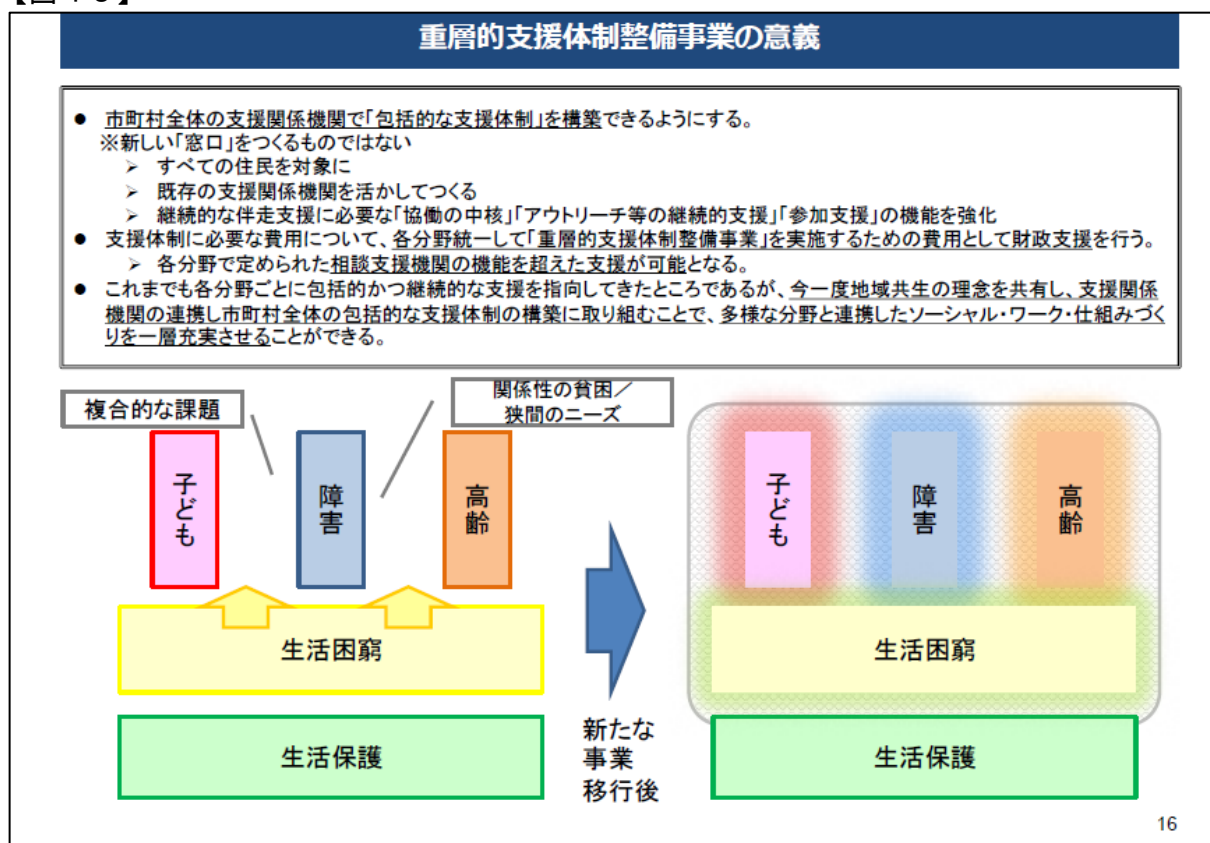 重層的支援体制整備事業の意義
● 市町村全体の支援関係機関で「包括的な支援体制」を構築できるようにする。
※新しい「窓口」をつくるものではない
➢ すべての住民を対象に
➢ 既存の支援関係機関を活かしてつくる
➢ 継続的な伴走支援に必要な「協働の中核」「アウトリーチ等の継続的支援」「参加支援」の機能を強化
● 支援体制に必要な費用について、各分野統一して「重層的支援体制整備事業」を実施するための費用として財政支援を行う。
➢ 各分野で定められた相談支援機関の機能を超えた支援が可能となる。
● これまでも各分野ごとに包括的かつ継続的な支援を指向してきたところであるが、今一度地域共生の理念を共有し、支援関係
機関の連携し市町村全体の包括的な支援体制の構築に取り組むことで、多様な分野と連携したソーシャル・ワーク・仕組みづく
りを一層充実させることができる。
複合的な課題
関係性の貧困/
狭間のニーズ
子ども
障害
高齢
生活困窮
生活保護
新たな
事業
移行後
子ども
障害
高齢
生活困窮
生活保護
16